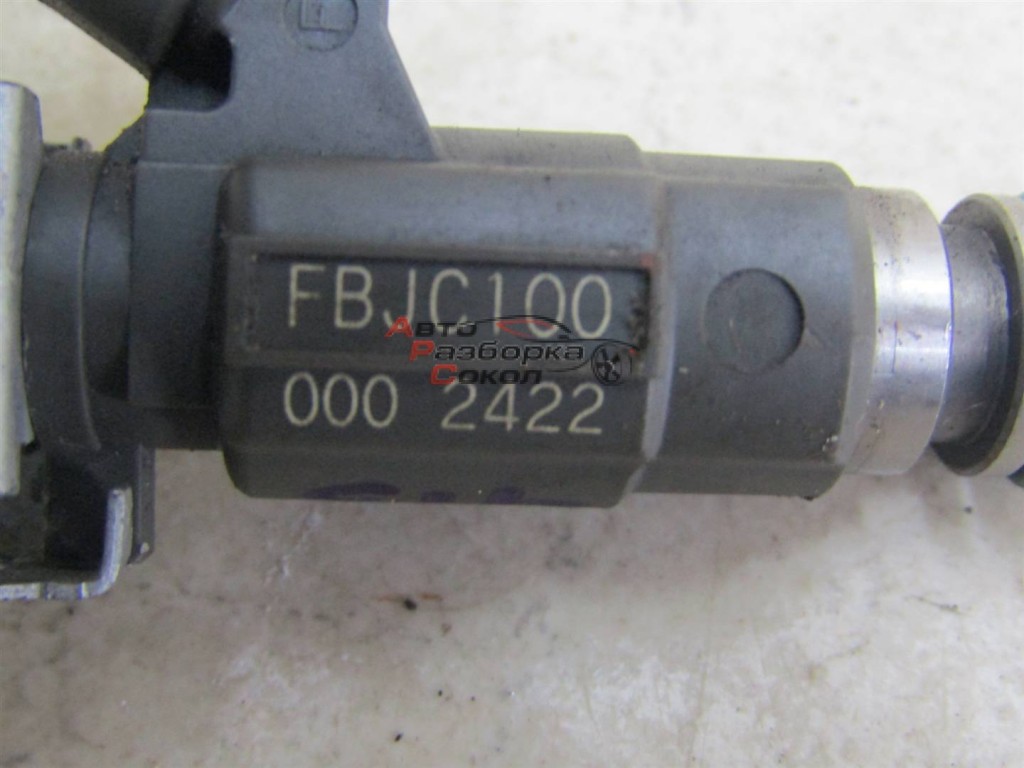 F
FBJC100
АВТО
РАЗБОРКА
СОКОЛ
000 2422